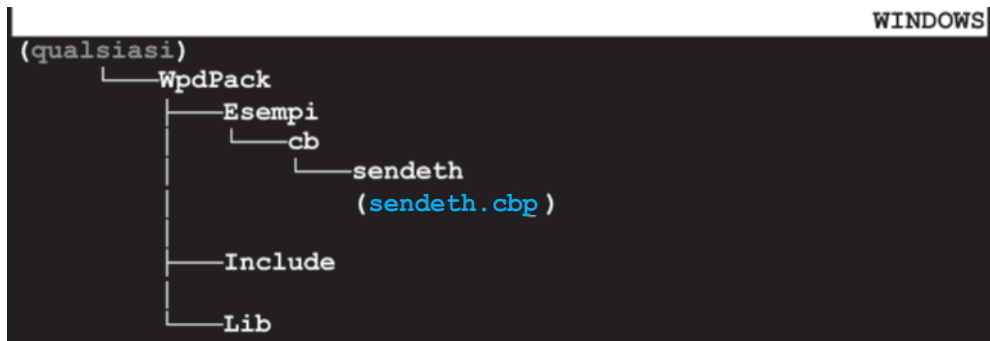 WINDOWS
(qualsiasi)
WpdPack
Esempi
cb
sendeth
(sendeth.cbp)
Include
Lib